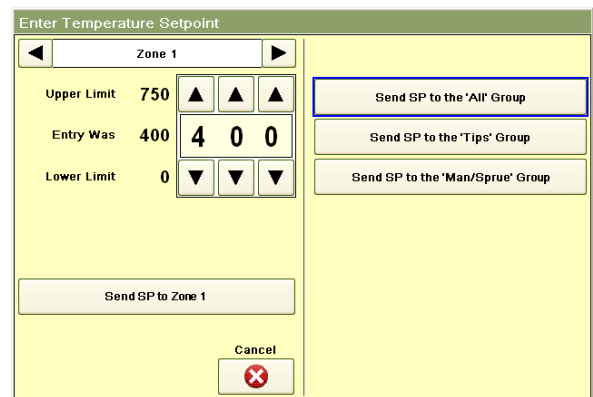 Enter Temperature Setpoint
Zone 1
Upper Limit 750
Entry Was 400
4 0 0
Lower Limit 0
Send SP to Zone 1
Cancel
Send SP to the 'All' Group
Send SP to the 'Tips' Group
Send SP to the 'Man/Sprue' Group